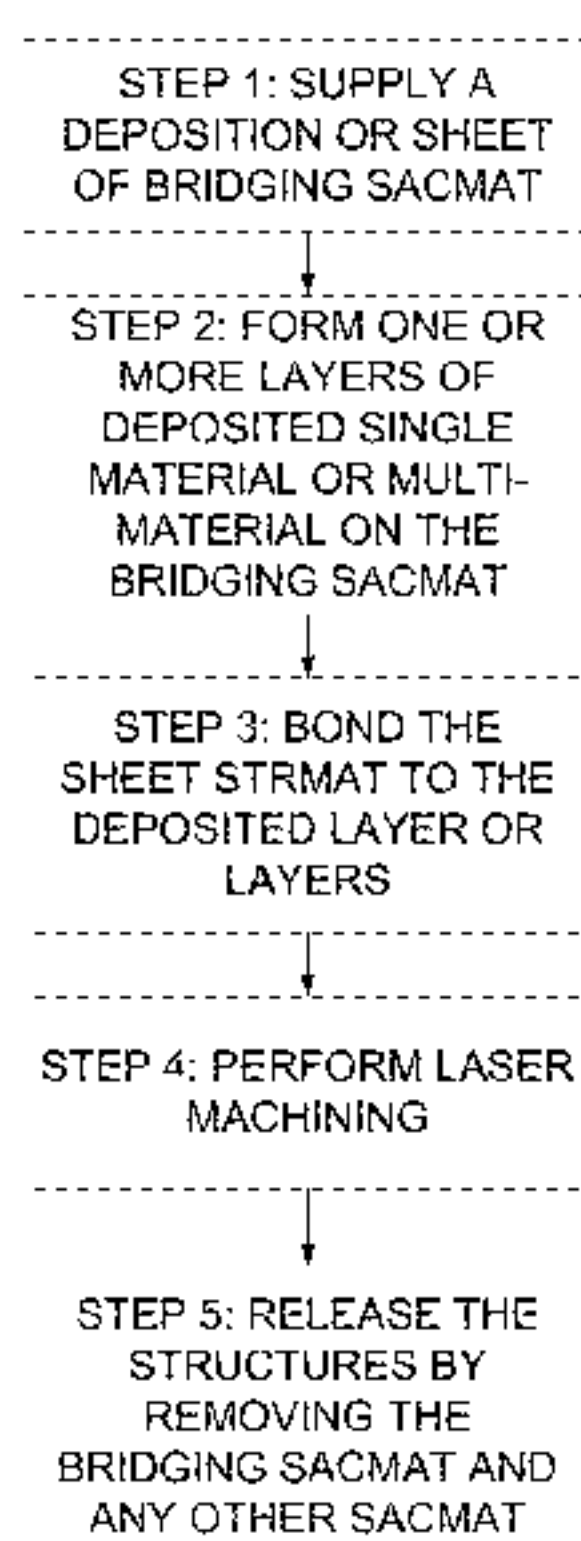 STEP 1: SUPPLY A
DEPOSITION OR SHEET
OF BRIDGING SACMAT
STEP 2: FORM ONE OR
MORE LAYERS OF
DEPOSITED SINGLE
MATERIAL OR MULTI-
MATERIAL ON THE
BRIDGING SACMAT
STEP 3: BOND THE
SHEET STRMAT TO THE
DEPOSITED LAYER OR
LAYERS
STEP 4: PERFORM LASER
MACHINING
STEP 5: RELEASE THE
STRUCTURES BY
REMOVING THE
BRIDGING SACMAT AND
ANY OTHER SACMAT